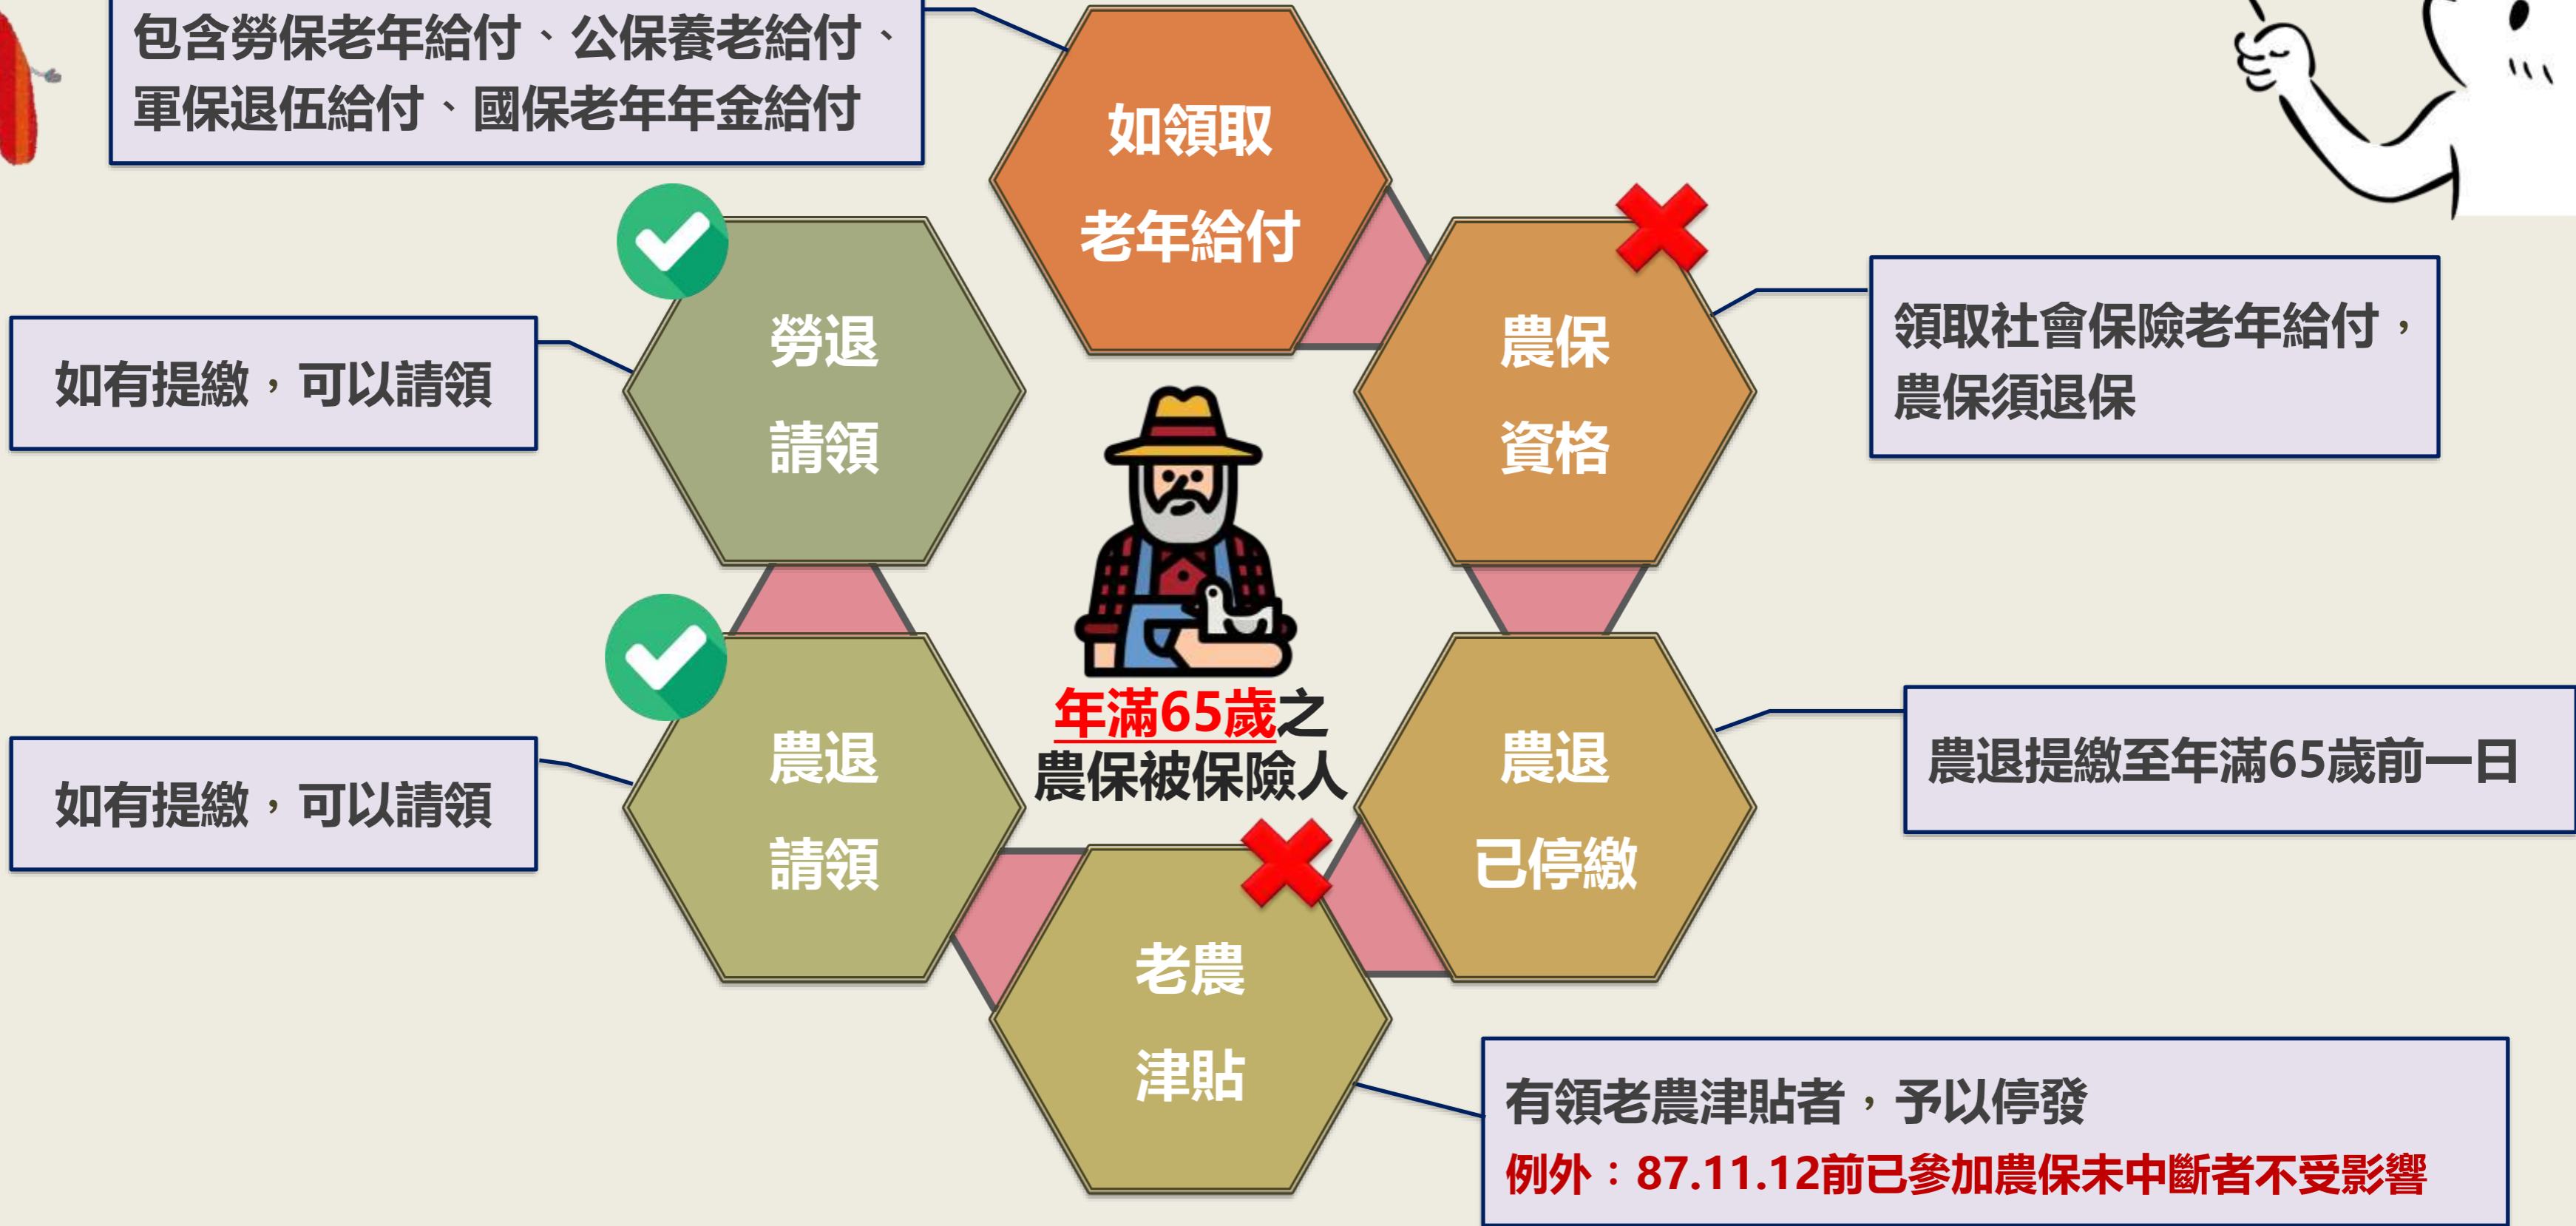 包含勞保老年給付、公保養老給付、
軍保退伍給付、國保老年年金給付
如領取
老年給付
勞退
請領
如有提繳，可以請領
農保
資格
領取社會保險老年給付，
農保須退保
年滿65歲之
農保被保險人
農退
請領
如有提繳，可以請領
農退
已停繳
農退提繳至年滿65歲前一日
老農
津貼
有領老農津貼者，予以停發
例外：87.11.12前已參加農保未中斷者不受影響